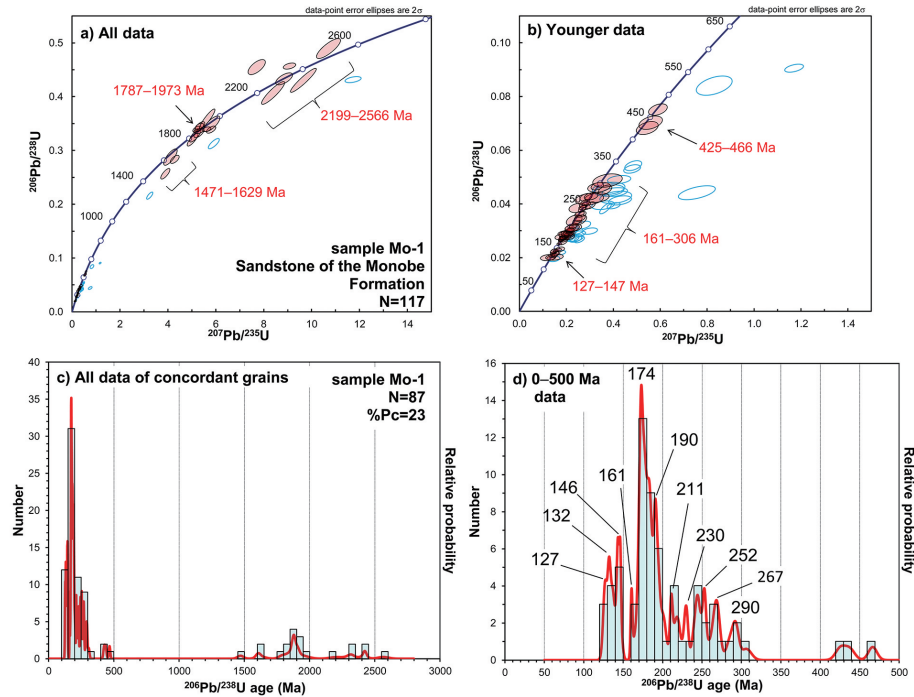 data-point error ellipses are 2σ
a) All data
0.5
0.4
0.3
0.2
0.1
0.0
0
2
4
6
8
10
12
14
1000
1400
1800
2200
2600
1787–1973 Ma
2199–2566 Ma
1471–1629 Ma
sample Mo-1
Sandstone of the Monobe
Formation
N=117
206Pb/238U
207Pb/235U
data-point error ellipses are 2σ
b) Younger data
0.10
0.08
0.06
0.04
0.02
0.00
0.0
0.2
0.4
0.6
0.8
1.0
1.2
1.4
50
150
250
350
450
550
650
425–466 Ma
161–306 Ma
127–147 Ma
206Pb/238U
207Pb/235U
c) All data of concordant grains
sample Mo-1
N=87
%Pc=23
40
35
30
25
20
15
10
5
0
0
500
1000
1500
2000
2500
3000
Number
Relative probability
206Pb/238U age (Ma)
d) 0–500 Ma
data
16
14
12
10
8
6
4
2
0
0
50
100
150
200
250
300
350
400
450
500
174
190
161
146
132
127
211
230
252
267
290
Number
Relative probability
206Pb/238U age (Ma)